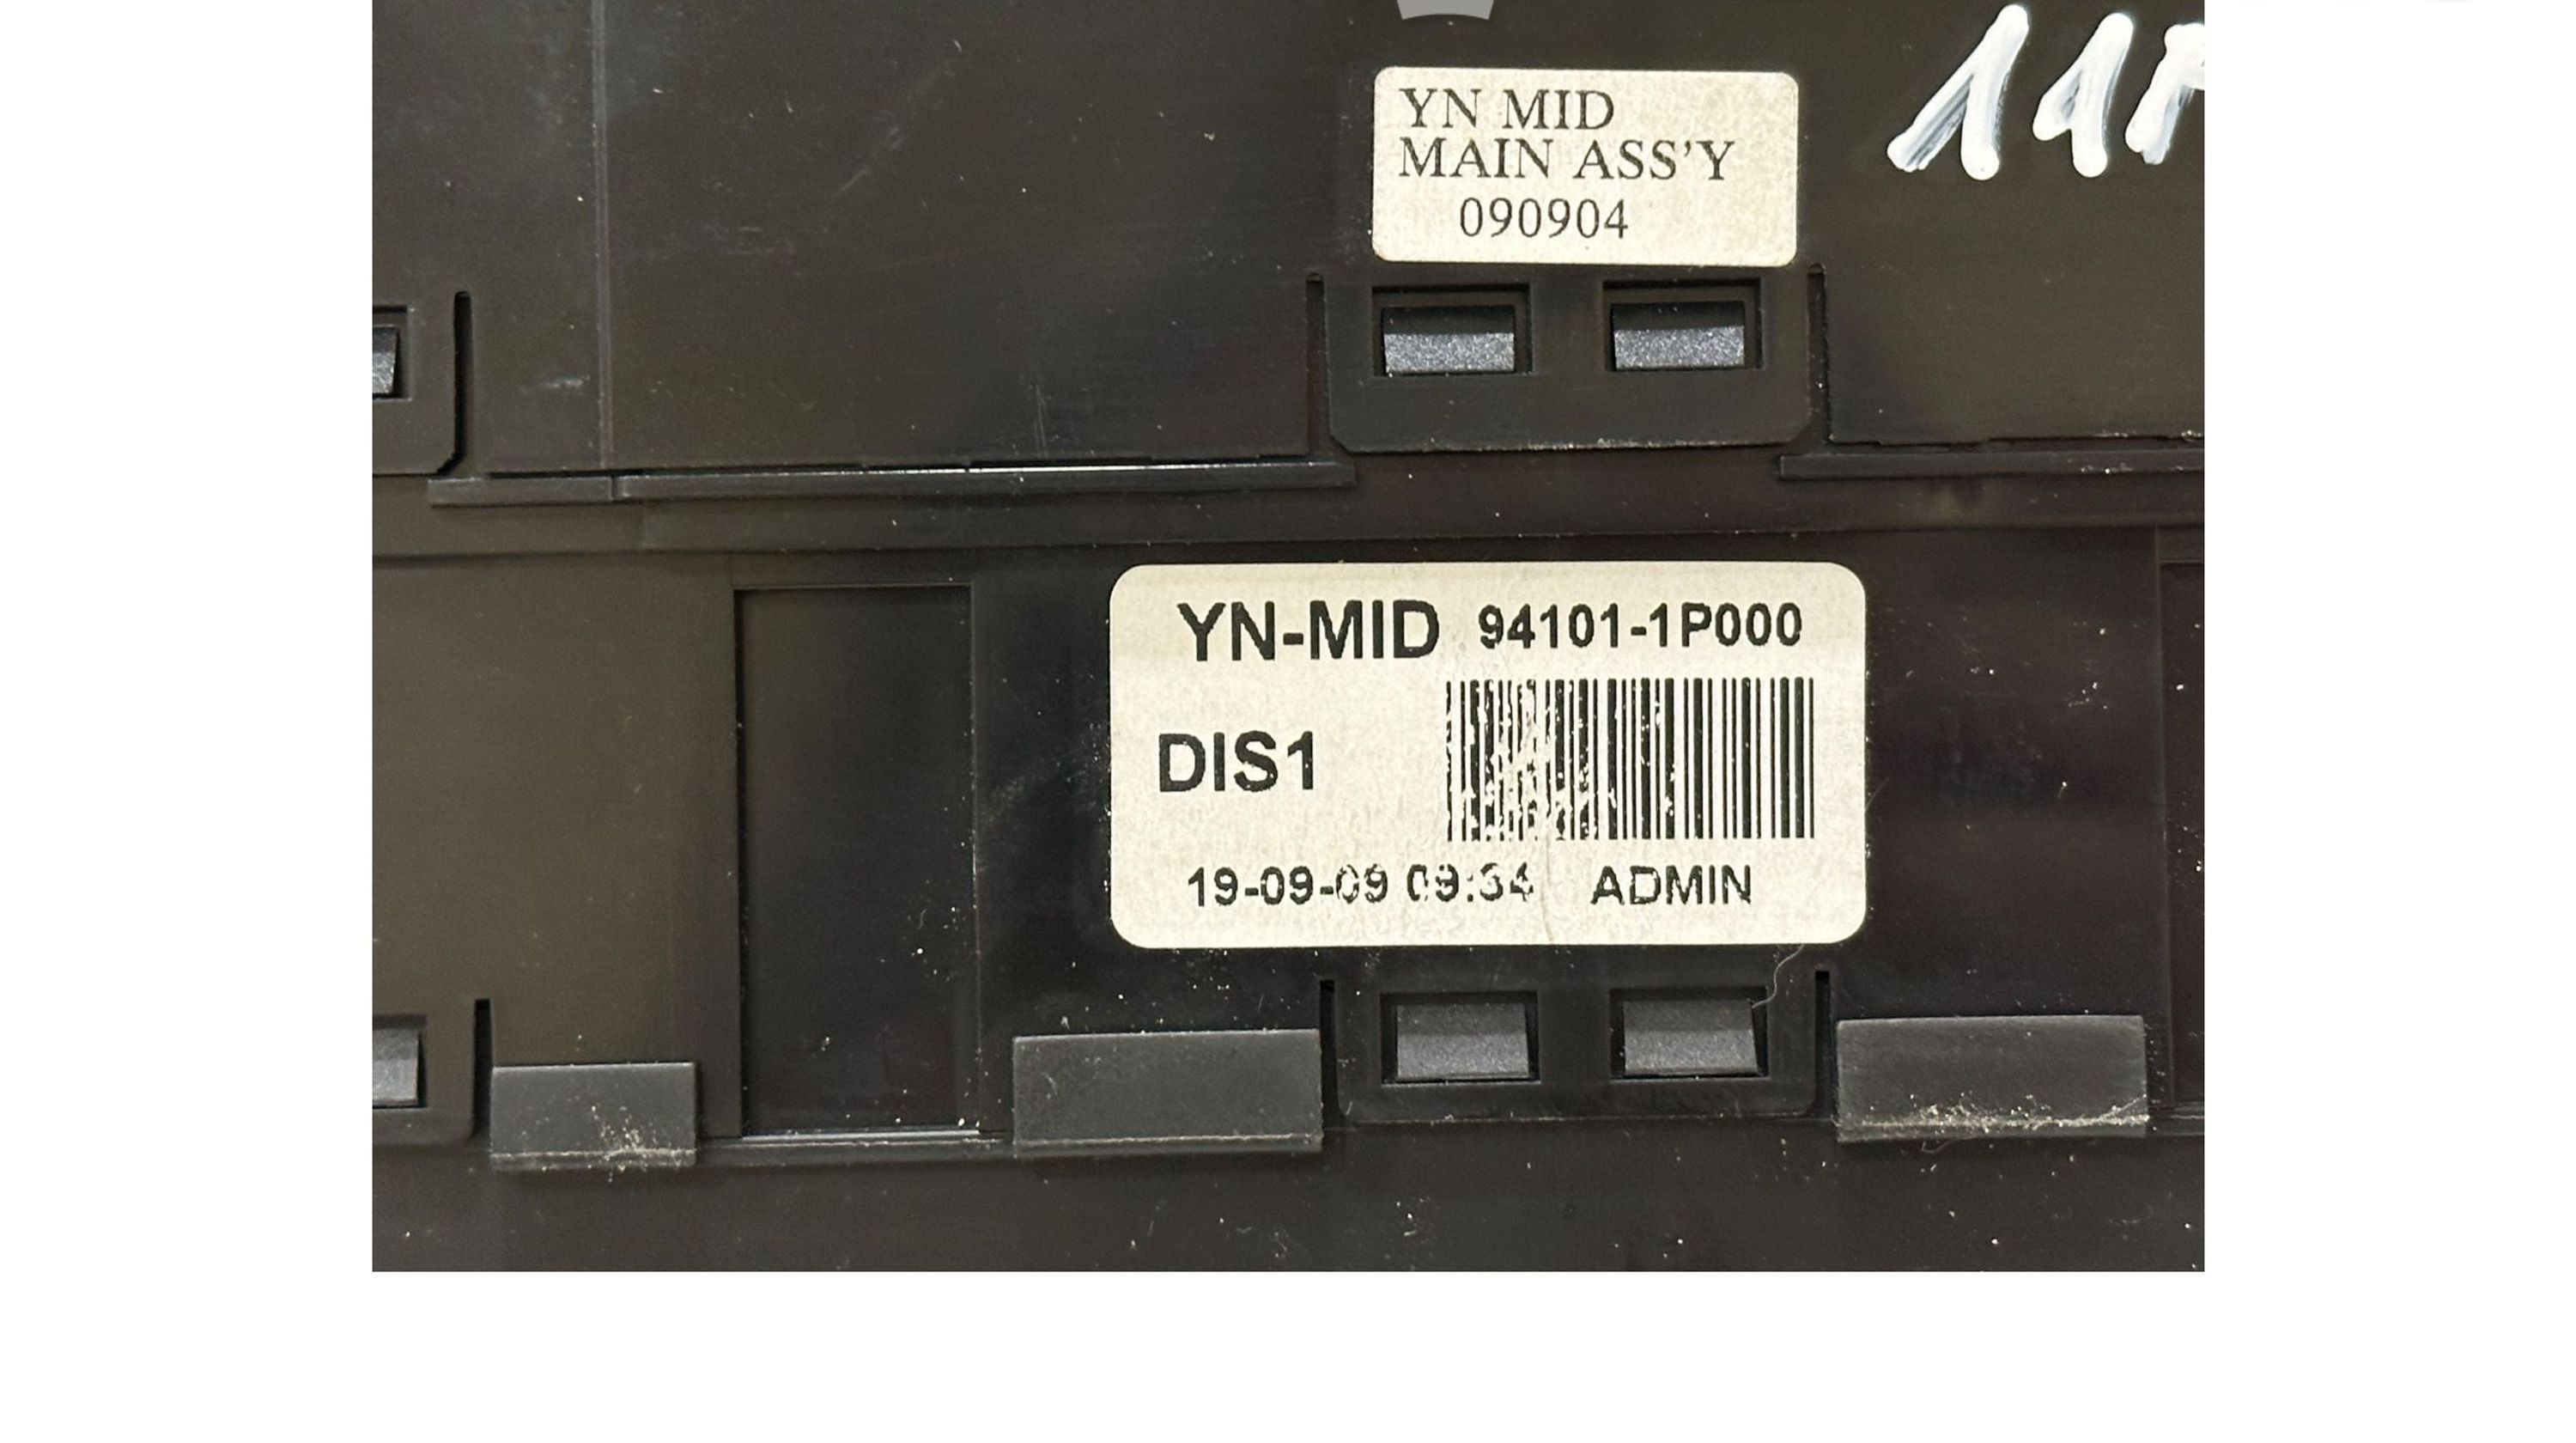 YN MID
MAIN ASS'Y
090904
YN-MID 94101-1P000
DIS1
19-09-09 09:34 ADMIN